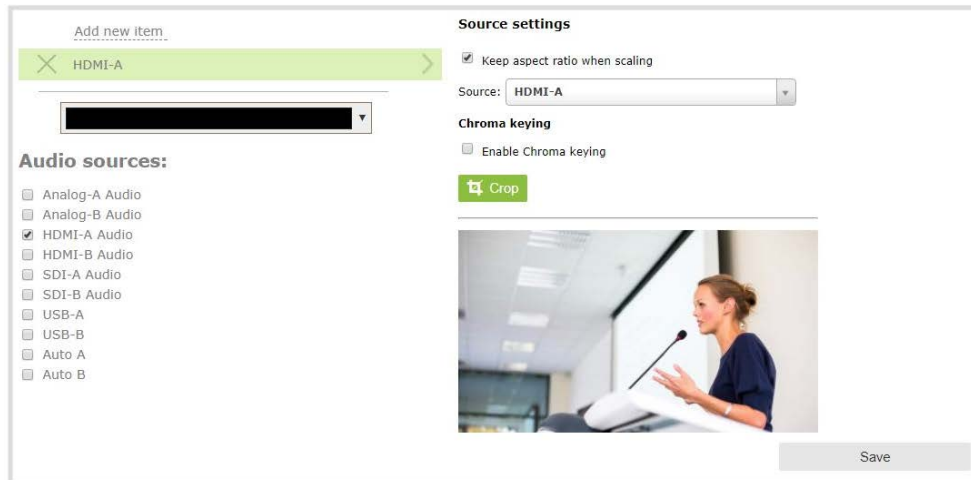 Add new item
HDMI-A
Audio sources:
Analog-A Audio
Analog-B Audio
HDMI-A Audio
HDMI-B Audio
SDI-A Audio
SDI-B Audio
USB-A
USB-B
Auto A
Auto B
Source settings
Keep aspect ratio when scaling
Source: HDMI-A
Chroma keying
Enable Chroma keying
Crop
Save